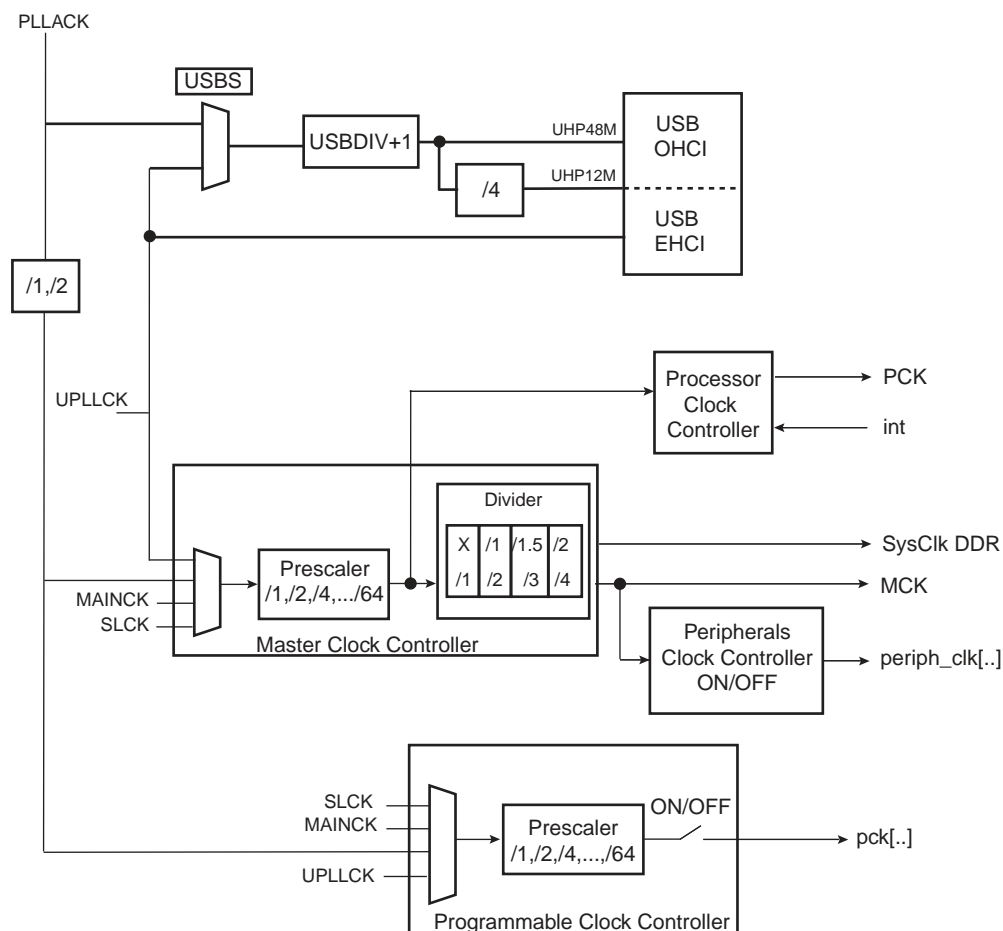 PLLACK
USBS
USBDIV+1
UHP48M
USB
OHCI
/4
UHP12M
USB
EHCI
/1,/2
UPLLCK
Processor
Clock
Controller
PCK
int
Divider
X /1 /1.5 /2
/1 /2 /3 /4
SysClk DDR
MCK
Prescaler
/1,/2,/4,.../64
MAINCK
SLCK
Master Clock Controller
Peripherals
Clock Controller
ON/OFF
periph_clk[..]
SLCK
MAINCK
UPLLCK
Prescaler
/1,/2,/4,...,/64
ON/OFF
pck[..]
Programmable Clock Controller